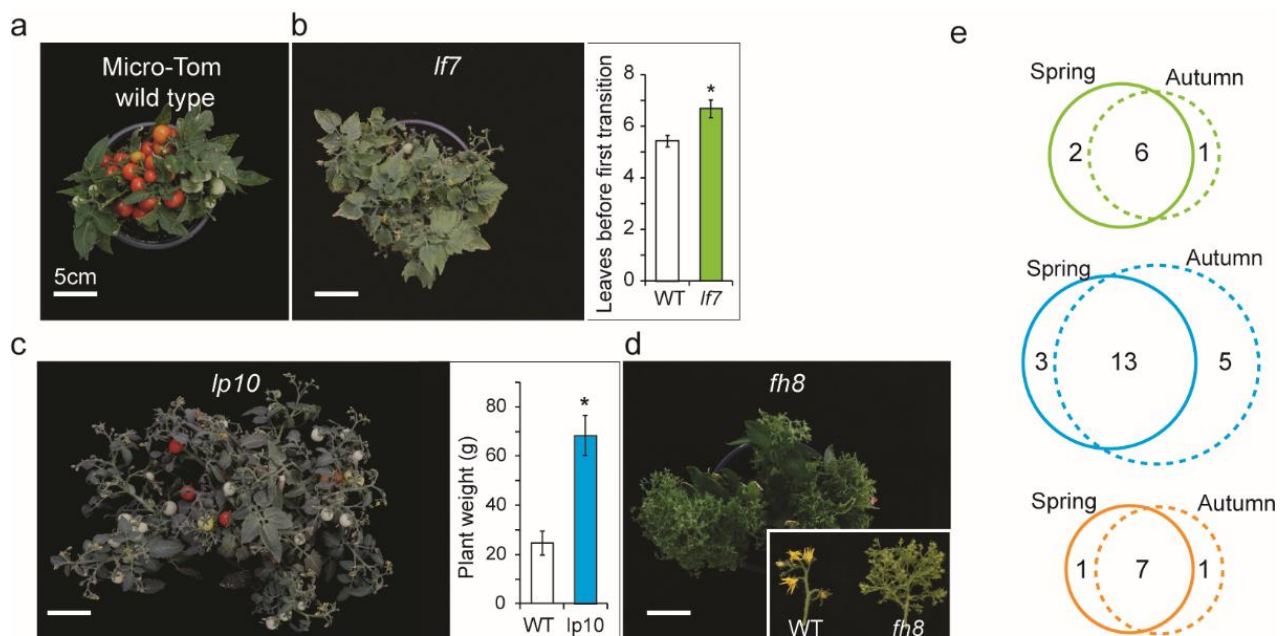 a
Micro-Tom
wild type
5cm
b
lf7
Leaves before first transition
8
6
4
2
0
*
WT
lf7
c
lp10
Plant weight (g)
80
60
40
20
0
*
WT
lp10
d
fh8
WT
fh8
e
Spring
Autumn
2
6
1
Spring
Autumn
3
13
5
Spring
Autumn
1
7
1